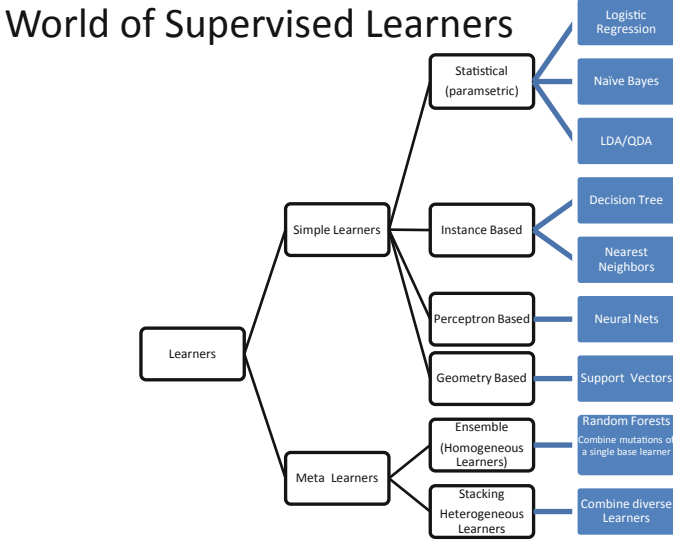 World of Supervised Learners
Logistic
Regression
Statistical
(paramsetric)
Naïve Bayes
LDA/QDA
Decision Tree
Simple Learners
Instance Based
Nearest
Neighbors
Perceptron Based
Neural Nets
Learners
Geometry Based
Support Vectors
Ensemble
(Homogeneous
Learners)
Random Forests
Combine mutations of
a single base learner
Meta Learners
Stacking
Heterogeneous
Learners
Combine diverse
Learners